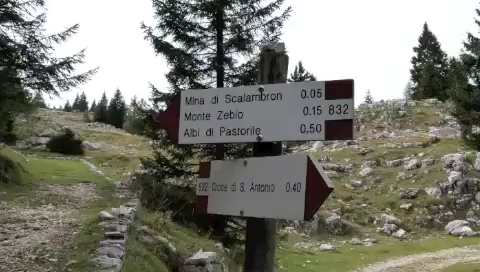 Mina di Scalambron 0.05
Monte Zebio 0.15 832
Albi di Pastorile 0.50
832 Croce di S. Antonio 0.40